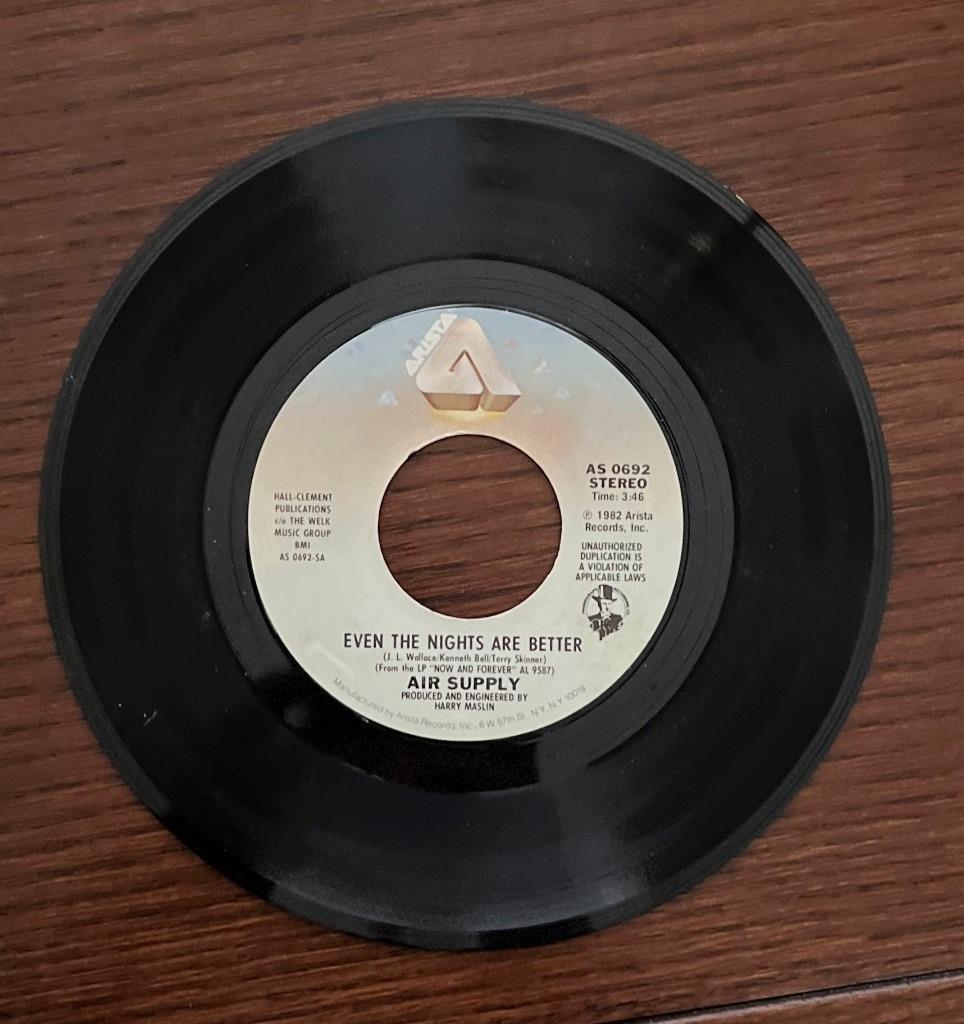 ARISTA
HALL-CLEMENT
PUBLICATIONS
c/o THE WELK
MUSIC GROUP
BMI
AS 0692-SA
AS 0692
STEREO
Time: 3:46
℗ 1982 Arista
Records, Inc.
UNAUTHORIZED
DUPLICATION IS
A VIOLATION OF
APPLICABLE LAWS
EVEN THE NIGHTS ARE BETTER
(J. L. Wallace/Kenneth Bell/Terry Skinner)
(From the LP "NOW AND FOREVER" AL 9587)
AIR SUPPLY
PRODUCED AND ENGINEERED BY
HARRY MASLIN
Manufactured by Arista Records, Inc., 6 W. 57th St., N.Y., N.Y. 10019